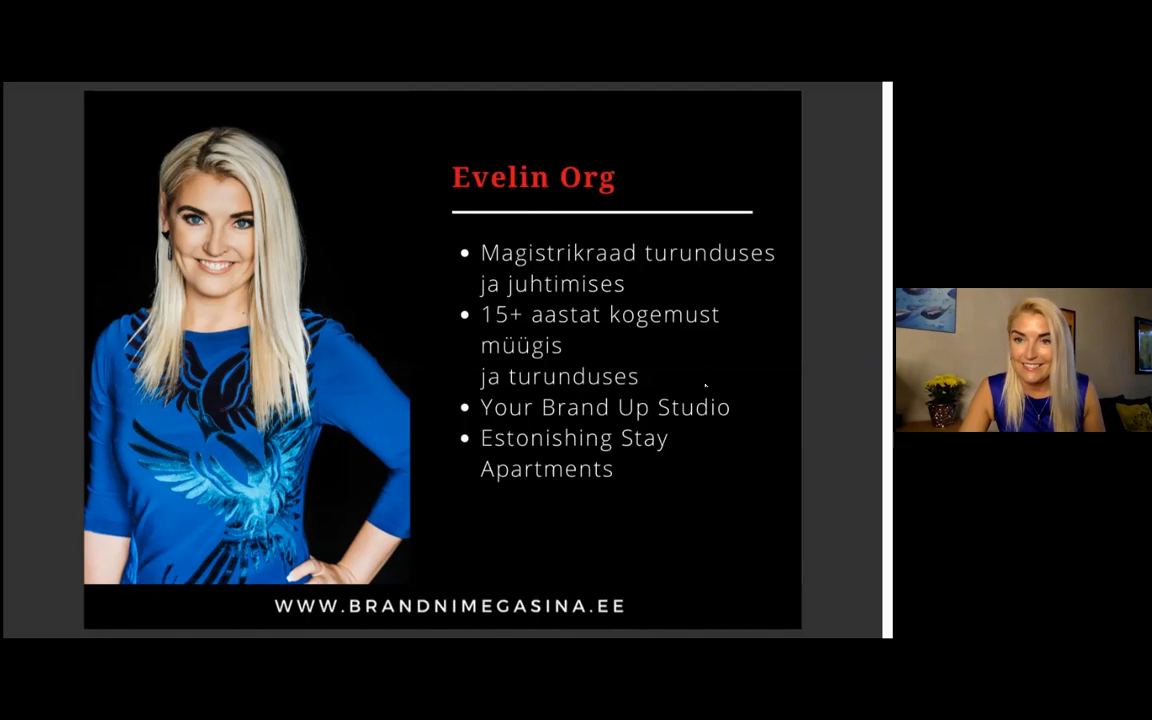 Evelin Org
Magistrikraad turunduses
ja juhtimises
15+ aastat kogemust
müügis
ja turunduses
Your Brand Up Studio
Estonishing Stay
Apartments
WWW.BRANDNIMEGASINA.EE